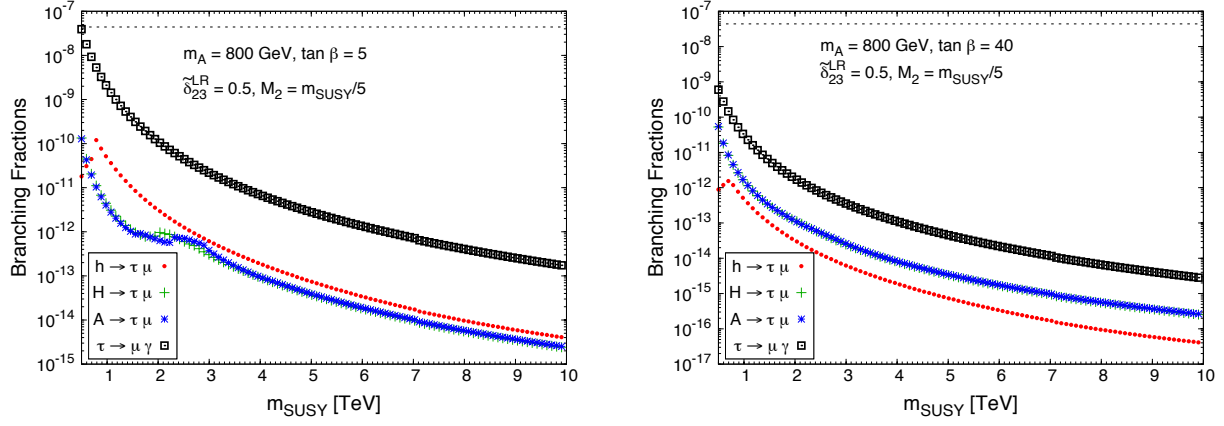 10⁻⁷
10⁻⁸
10⁻⁹
10⁻¹⁰
10⁻¹¹
10⁻¹²
10⁻¹³
10⁻¹⁴
10⁻¹⁵
Branching Fractions
m_A = 800 GeV, tan β = 5
δ̃₂₃^LR = 0.5, M₂ = m_SUSY/5
h → τ μ
H → τ μ
A → τ μ
τ → μ γ
1 2 3 4 5 6 7 8 9 10
m_SUSY [TeV]
10⁻⁷
10⁻⁸
10⁻⁹
10⁻¹⁰
10⁻¹¹
10⁻¹²
10⁻¹³
10⁻¹⁴
10⁻¹⁵
10⁻¹⁶
10⁻¹⁷
Branching Fractions
m_A = 800 GeV, tan β = 40
δ̃₂₃^LR = 0.5, M₂ = m_SUSY/5
h → τ μ
H → τ μ
A → τ μ
τ → μ γ
1 2 3 4 5 6 7 8 9 10
m_SUSY [TeV]